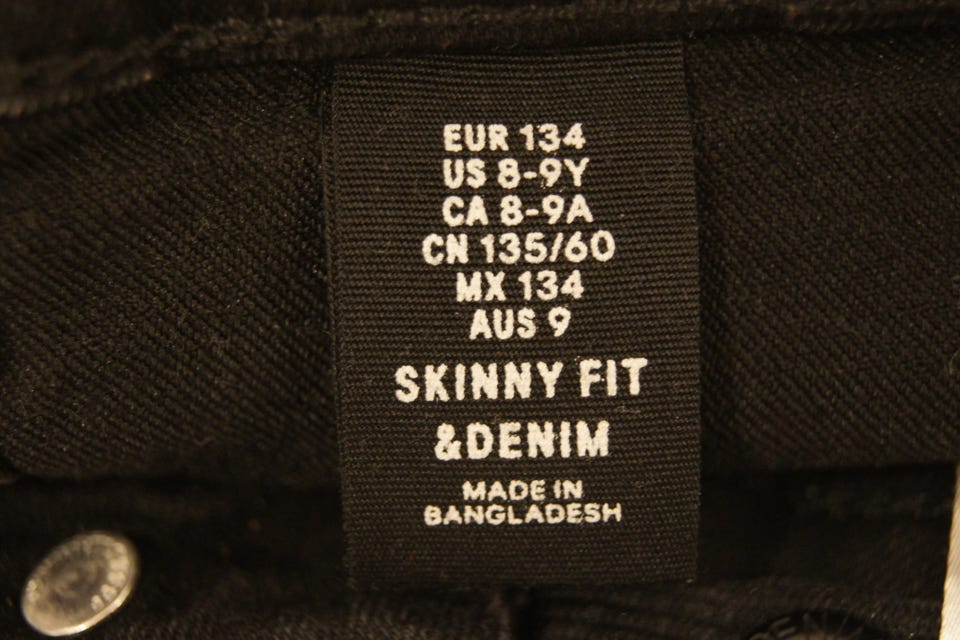 EUR 134
US 8-9Y
CA 8-9A
CN 135/60
MX 134
AUS 9
SKINNY FIT
&DENIM
MADE IN
BANGLADESH